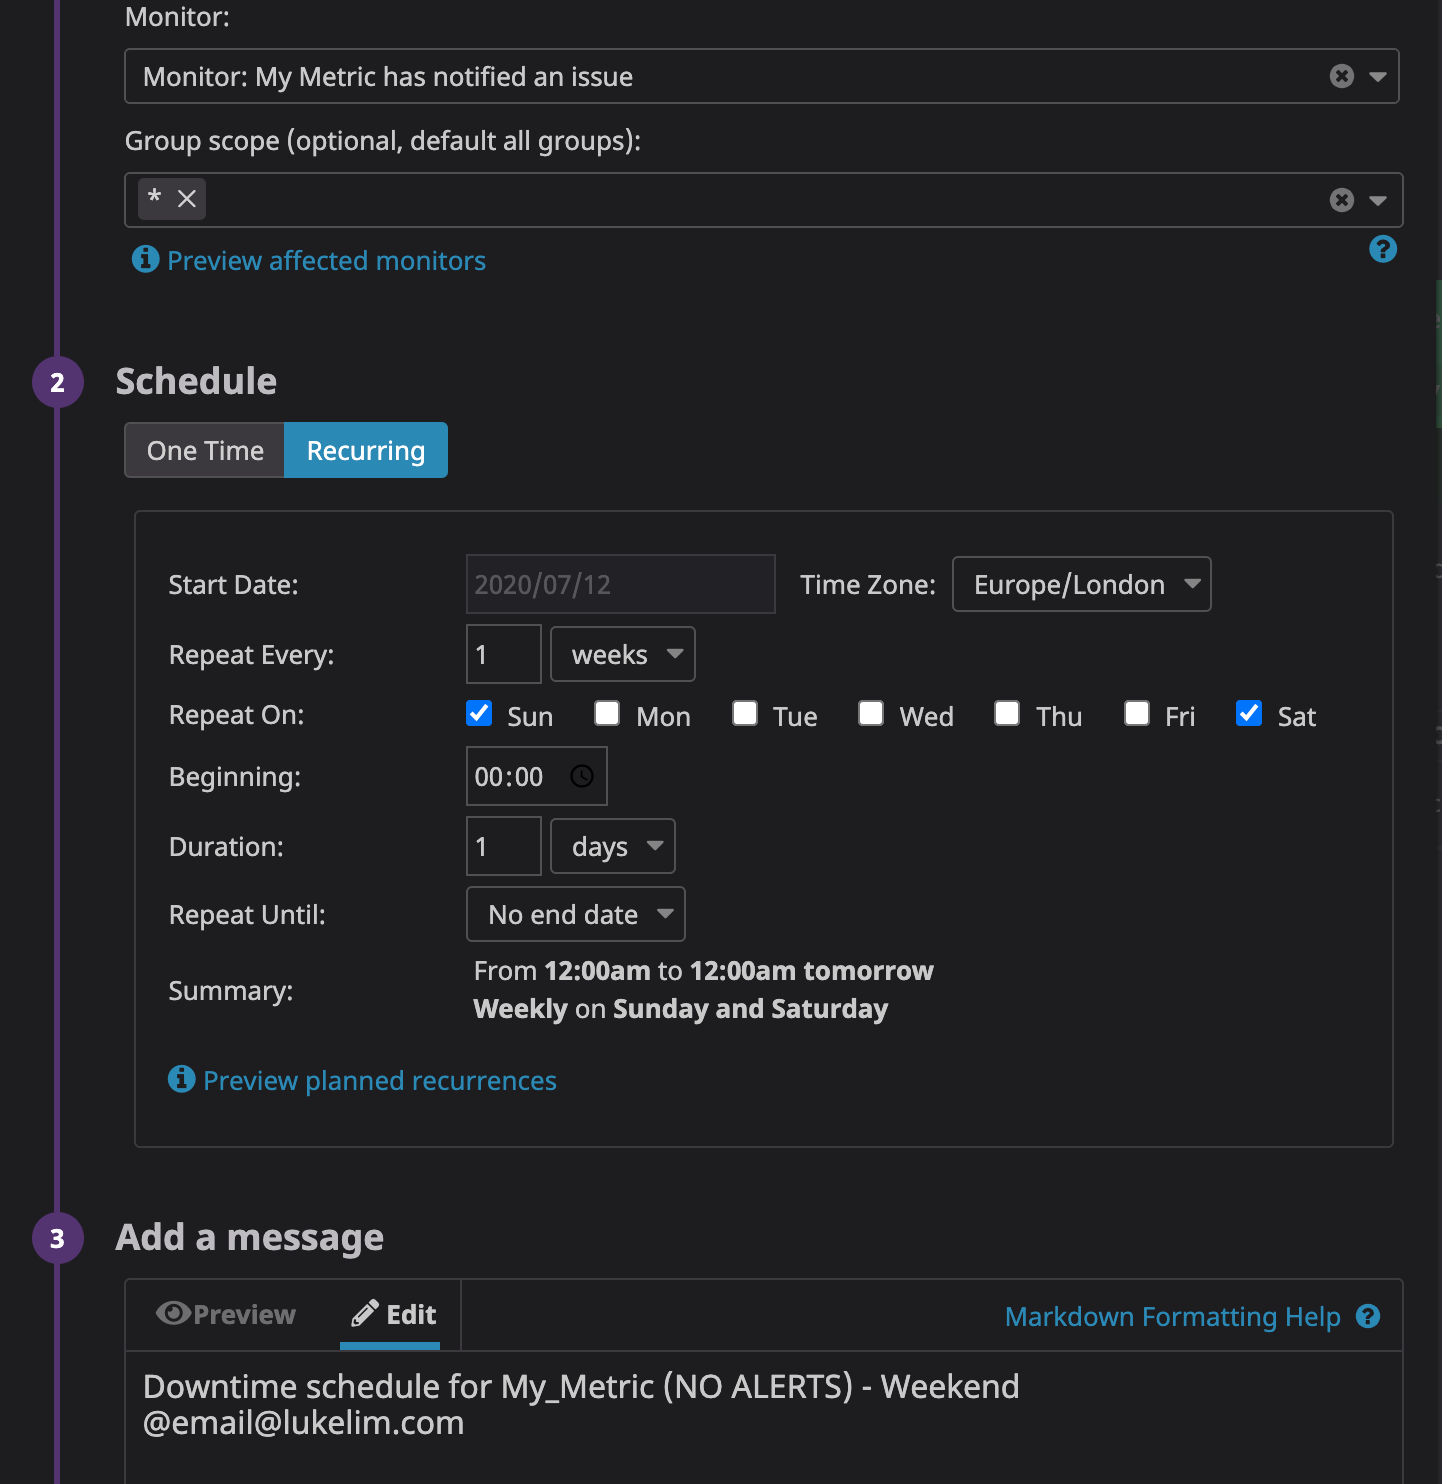 Monitor:
Monitor: My Metric has notified an issue
Group scope (optional, default all groups):
*
Preview affected monitors
2 Schedule
One Time Recurring
Start Date: 2020/07/12 Time Zone: Europe/London
Repeat Every: 1 weeks
Repeat On: Sun Mon Tue Wed Thu Fri Sat
Beginning: 00:00
Duration: 1 days
Repeat Until: No end date
Summary: From 12:00am to 12:00am tomorrow
Weekly on Sunday and Saturday
Preview planned recurrences
3 Add a message
Preview Edit Markdown Formatting Help
Downtime schedule for My_Metric (NO ALERTS) - Weekend
@email@lukelim.com